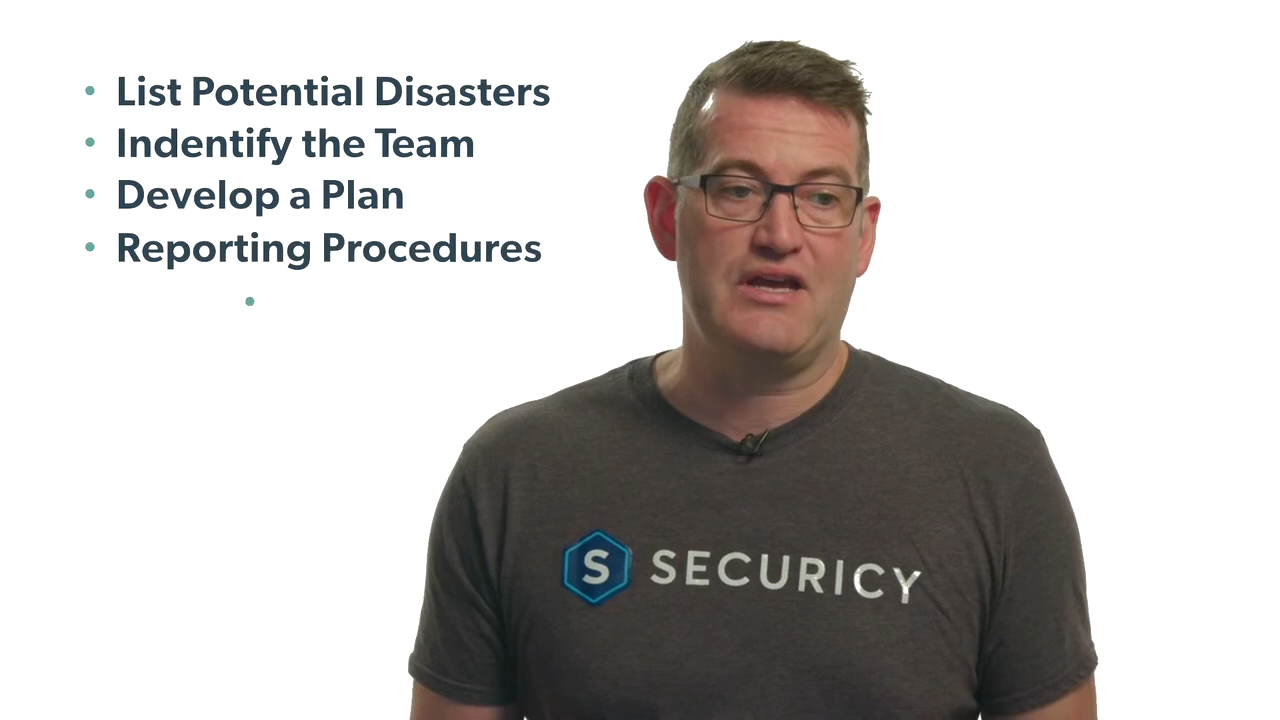 • List Potential Disasters
• Indentify the Team
• Develop a Plan
• Reporting Procedures
•
S SECURICY